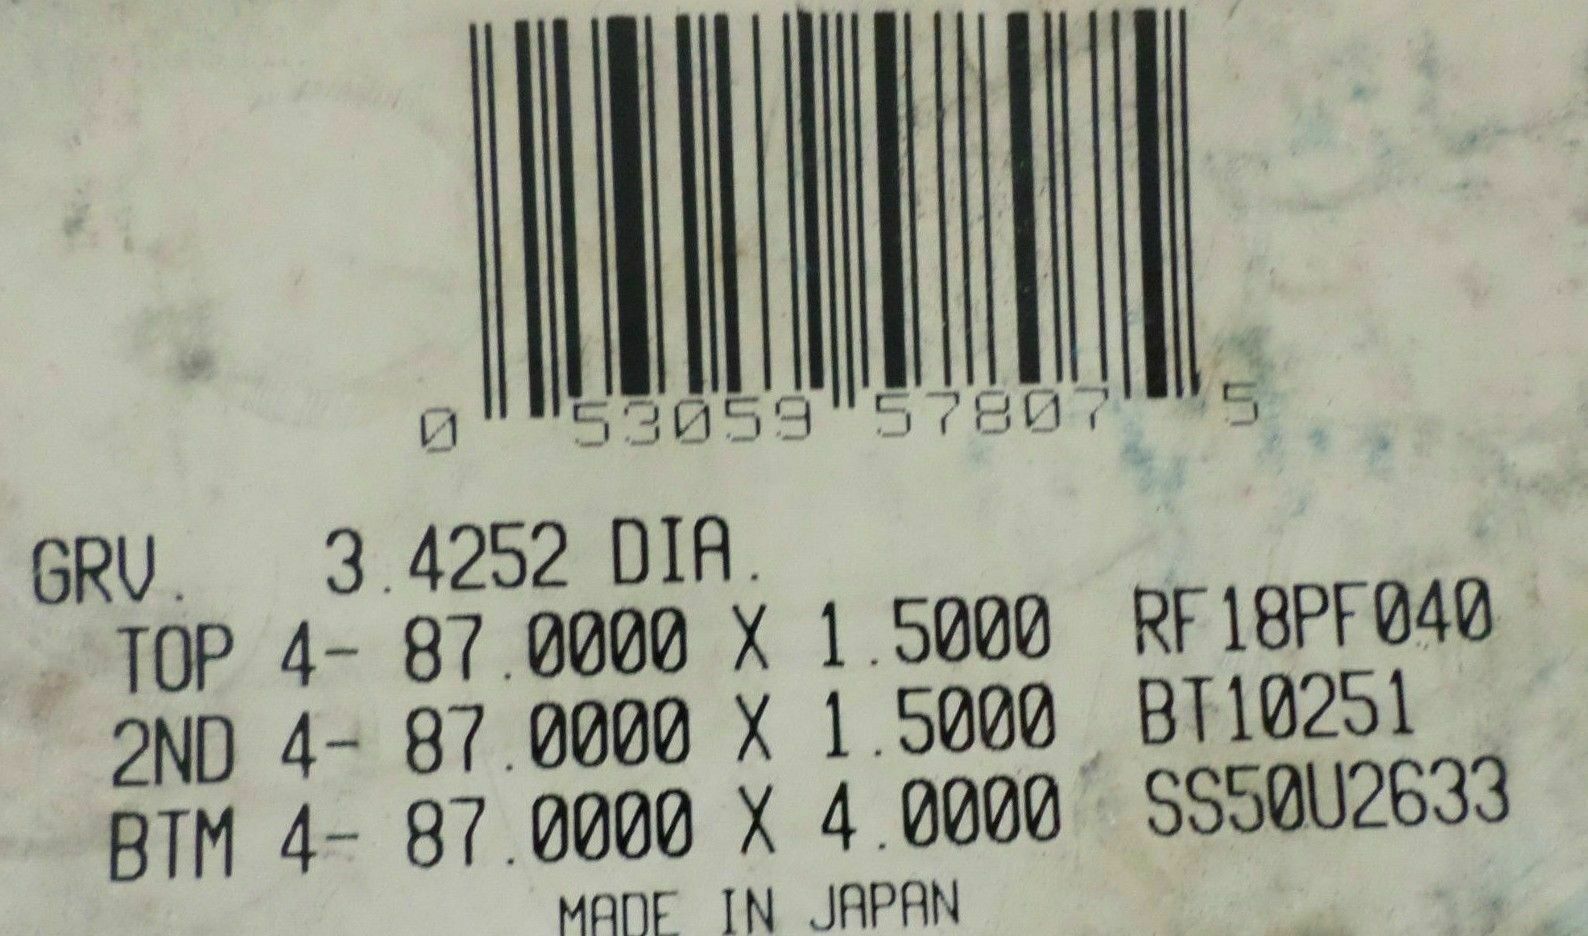 0 53059 57807 5
GRV. 3.4252 DIA.
TOP 4- 87.0000 X 1.5000 RF18PF040
2ND 4- 87.0000 X 1.5000 BT10251
BTM 4- 87.0000 X 4.0000 SS50U2633
MADE IN JAPAN